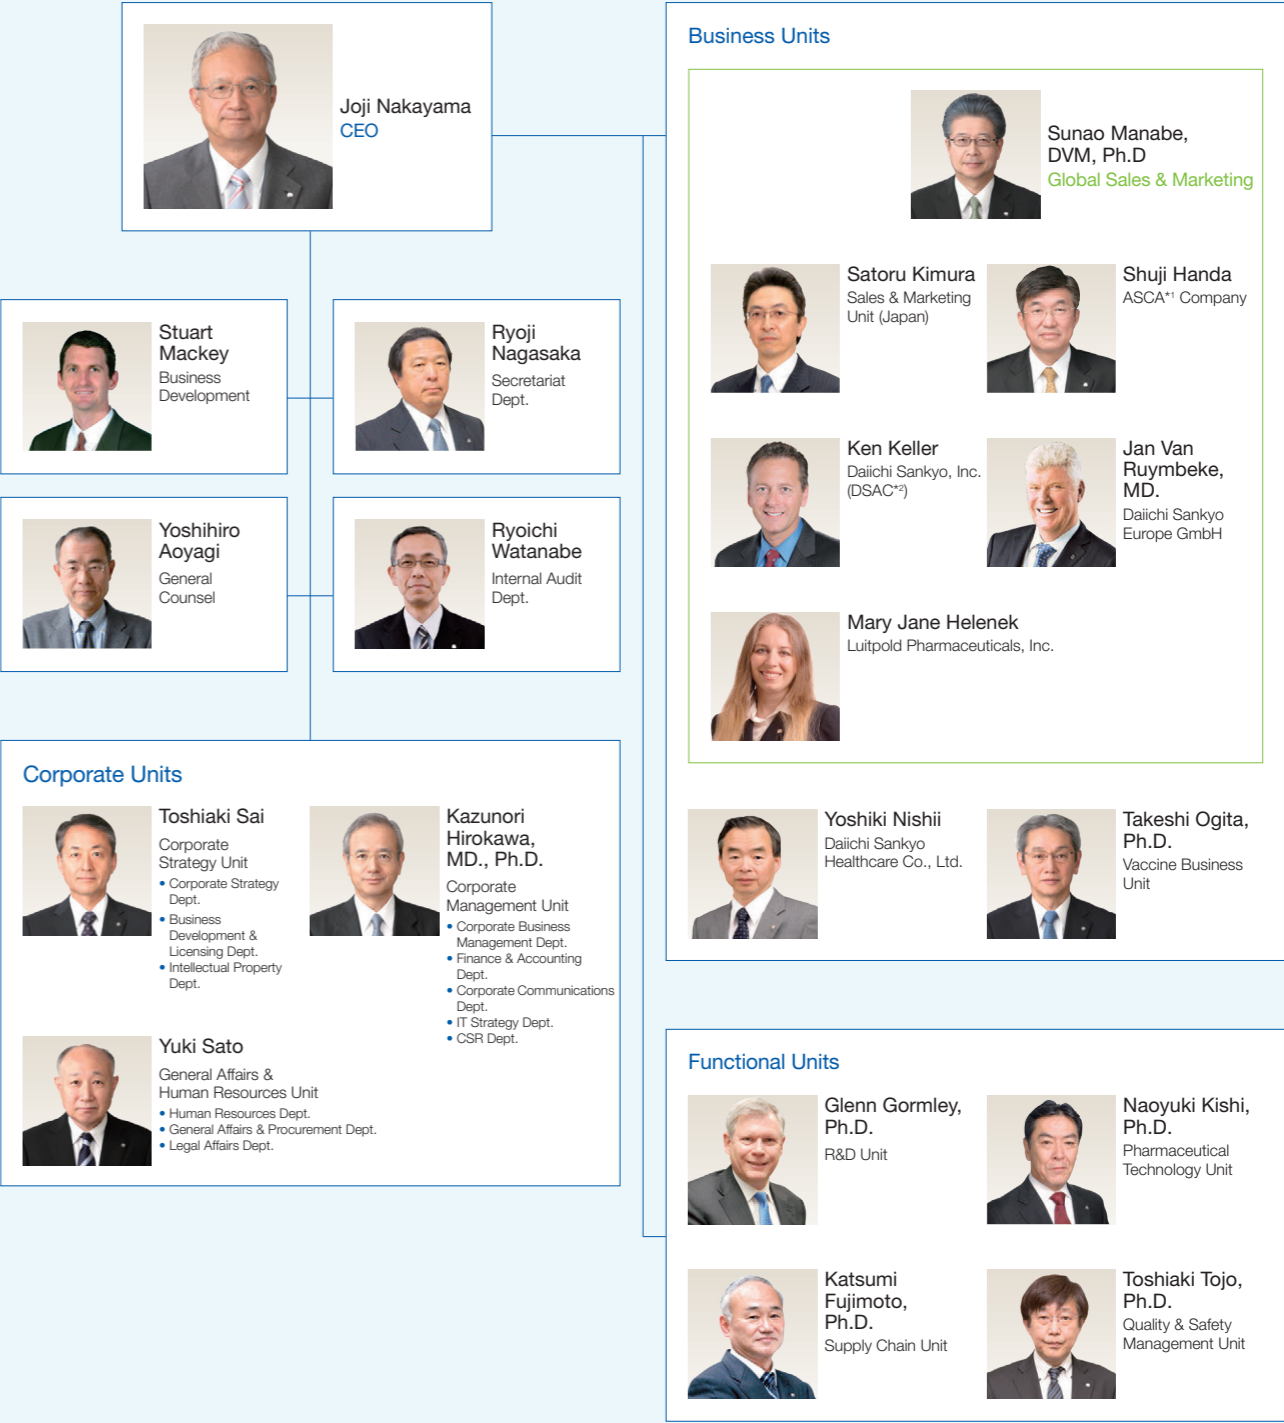 Joji Nakayama
CEO
Stuart
Mackey
Business
Development
Ryoji
Nagasaka
Secretariat
Dept.
Yoshihiro
Aoyagi
General
Counsel
Ryoichi
Watanabe
Internal Audit
Dept.
Corporate Units
Toshiaki Sai
Corporate
Strategy Unit
• Corporate Strategy
Dept.
• Business
Development &
Licensing Dept.
• Intellectual Property
Dept.
Kazunori
Hirokawa,
MD., Ph.D.
Corporate
Management Unit
• Corporate Business
Management Dept.
• Finance & Accounting
Dept.
• Corporate Communications
Dept.
• IT Strategy Dept.
• CSR Dept.
Yuki Sato
General Affairs &
Human Resources Unit
• Human Resources Dept.
• General Affairs & Procurement Dept.
• Legal Affairs Dept.
Business Units
Sunao Manabe,
DVM, Ph.D
Global Sales & Marketing
Satoru Kimura
Sales & Marketing
Unit (Japan)
Shuji Handa
ASCA*1 Company
Ken Keller
Daiichi Sankyo, Inc.
(DSAC*2)
Jan Van
Ruymbeke,
MD.
Daiichi Sankyo
Europe GmbH
Mary Jane Helenek
Luitpold Pharmaceuticals, Inc.
Yoshiki Nishii
Daiichi Sankyo
Healthcare Co., Ltd.
Takeshi Ogita,
Ph.D.
Vaccine Business
Unit
Functional Units
Glenn Gormley,
Ph.D.
R&D Unit
Naoyuki Kishi,
Ph.D.
Pharmaceutical
Technology Unit
Katsumi
Fujimoto,
Ph.D.
Supply Chain Unit
Toshiaki Tojo,
Ph.D.
Quality & Safety
Management Unit